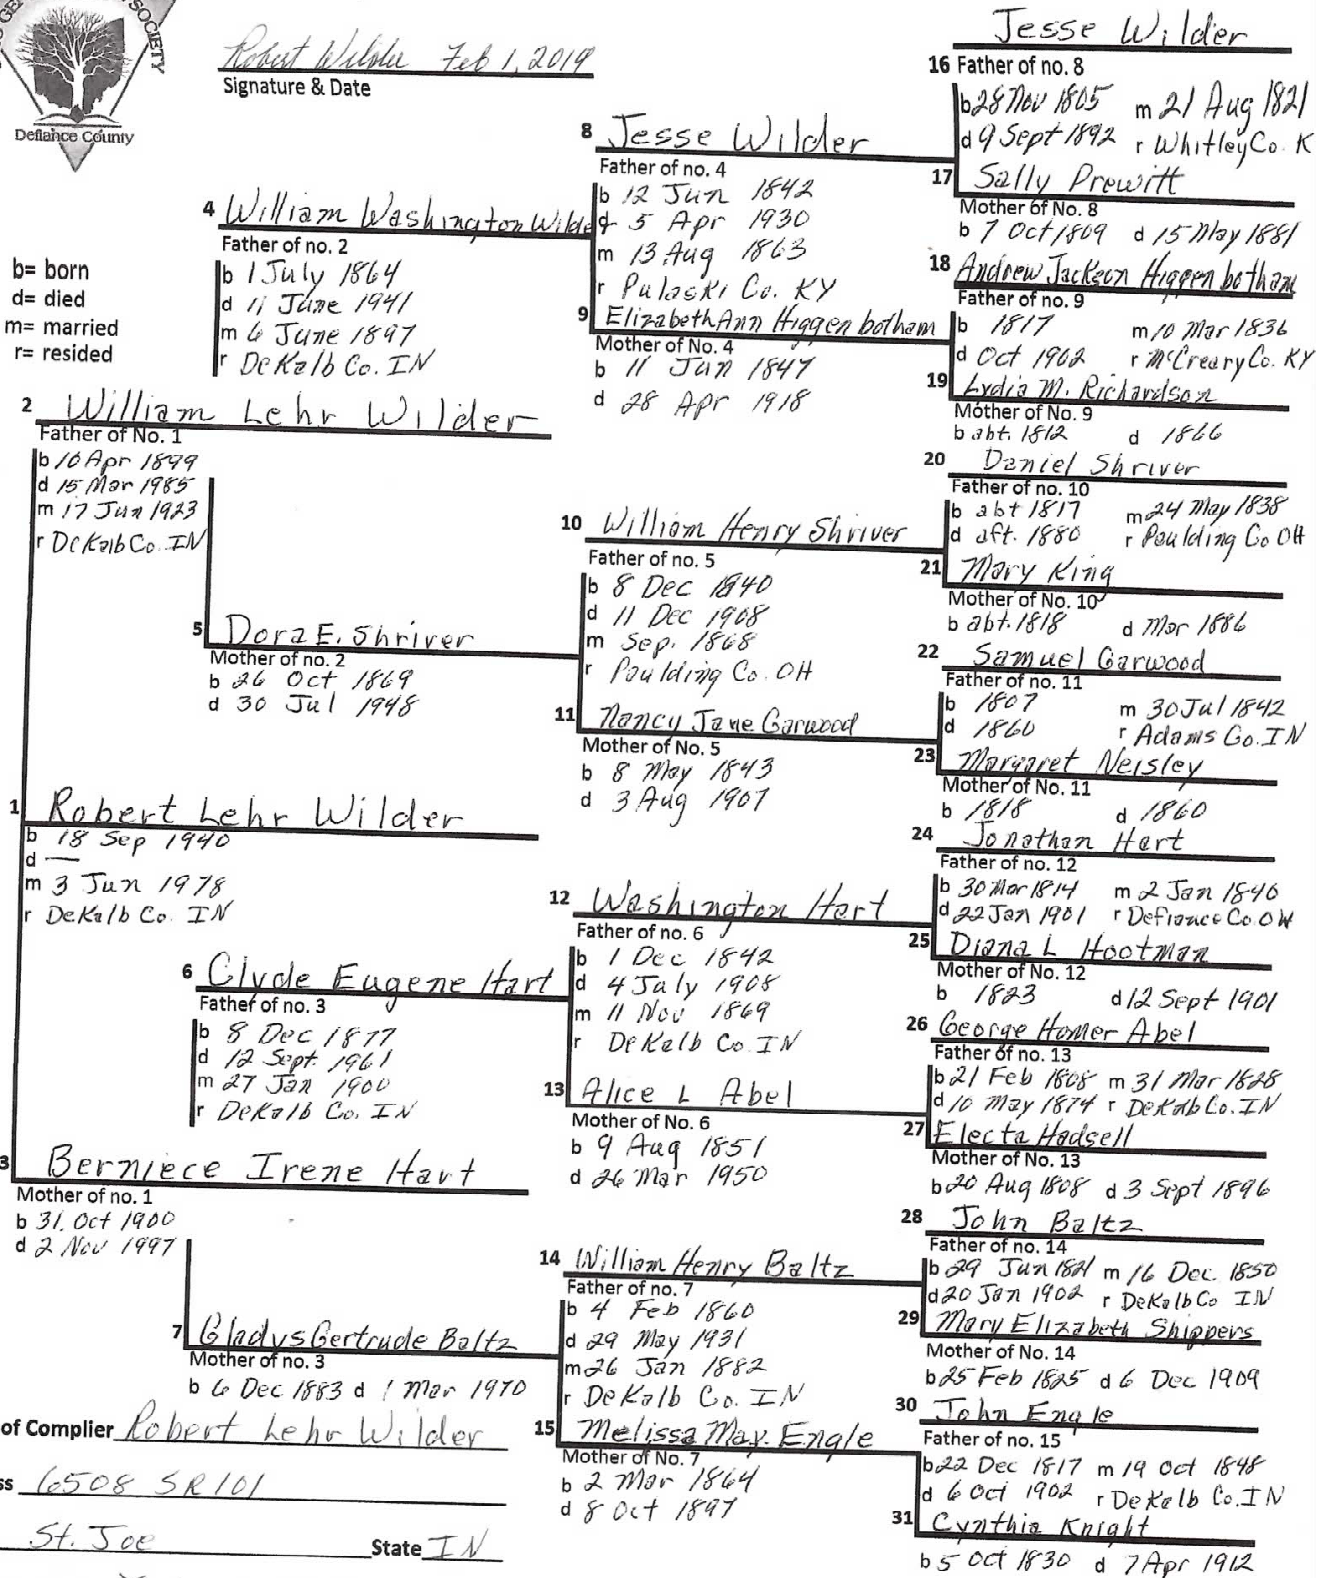 SOCIETY
Defiance County
Robert Wilder Feb 1, 2019
Signature & Date
b= born
d= died
m= married
r= resided
1 Robert Lehr Wilder
b 18 Sep 1940
d —
m 3 Jun 1978
r DeKalb Co. IN
2 William Lehr Wilder
Father of No. 1
b 10 Apr 1899
d 15 Mar 1985
m 17 Jun 1923
r DeKalb Co. IN
3 Berniece Irene Hart
Mother of no. 1
b 31. Oct 1900
d 2 Nov 1997
4 William Washington Wilder
Father of no. 2
b 1 July 1864
d 11 June 1941
m 6 June 1897
r DeKalb Co. IN
5 Dora E. Shriver
Mother of no. 2
b 26 Oct 1869
d 30 Jul 1948
6 Clyde Eugene Hart
Father of no. 3
b 8 Dec 1877
d 12 Sept. 1961
m 27 Jan 1900
r DeKalb Co. IN
7 Gladys Gertrude Baltz
Mother of no. 3
b 6 Dec 1883 d 1 Mar 1970
8 Jesse Wilder
Father of no. 4
b 12 Jun 1842
d 5 Apr 1930
m 13 Aug 1863
r Pulaski Co. KY
9 Elizabeth Ann Higgenbotham
Mother of No. 4
b 11 Jun 1847
d 28 Apr 1918
10 William Henry Shriver
Father of no. 5
b 8 Dec 1840
d 11 Dec 1908
m Sep. 1868
r Paulding Co. OH
11 Nancy Jane Garwood
Mother of No. 5
b 8 May 1843
d 3 Aug 1907
12 Washington Hart
Father of no. 6
b 1 Dec 1842
d 4 July 1908
m 11 Nov 1869
r DeKalb Co. IN
13 Alice L Abel
Mother of No. 6
b 9 Aug 1851
d 26 Mar 1950
14 William Henry Baltz
Father of no. 7
b 4 Feb 1860
d 29 May 1931
m 26 Jan 1882
r DeKalb Co. IN
15 Melissa May. Engle
Mother of No. 7
b 2 Mar 1864
d 8 Oct 1897
Jesse Wilder
16 Father of no. 8
b 28 Nov 1805 m 21 Aug 1821
d 9 Sept 1892 r Whitley Co. K
17 Sally Prewitt
Mother of No. 8
b 7 Oct 1809 d 15 May 1881
18 Andrew Jackson Higgenbotham
Father of no. 9
b 1817 m 10 Mar 1836
d Oct 1902 r McCreary Co. KY
19 Lydia M. Richardson
Mother of No. 9
b abt. 1812 d 1866
20 Daniel Shriver
Father of no. 10
b abt 1817 m 24 May 1838
d aft. 1880 r Paulding Co OH
21 Mary King
Mother of No. 10
b abt. 1818 d Mar 1886
22 Samuel Garwood
Father of no. 11
b 1807 m 30 Jul 1842
d 1860 r Adams Co. IN
23 Margaret Neisley
Mother of No. 11
b 1818 d 1860
24 Jonathan Hart
Father of no. 12
b 30 Mar 1814 m 2 Jan 1840
d 22 Jan 1901 r Defiance Co. OH
25 Diana L Hootman
Mother of No. 12
b 1823 d 12 Sept 1901
26 George Homer Abel
Father of no. 13
b 21 Feb 1808 m 31 Mar 1828
d 10 May 1874 r DeKalb Co. IN
27 Electa Hadsell
Mother of No. 13
b 20 Aug 1808 d 3 Sept 1896
28 John Baltz
Father of no. 14
b 29 Jun 1821 m 16 Dec. 1850
d 20 Jan 1902 r DeKalb Co IN
29 Mary Elizabeth Shippers
Mother of No. 14
b 25 Feb 1825 d 6 Dec 1909
30 John Engle
Father of no. 15
b 22 Dec 1817 m 19 Oct 1848
d 6 Oct 1902 r DeKalb Co. IN
31 Cynthia Knight
b 5 Oct 1830 d 7 Apr 1912
of Complier Robert Lehr Wilder
ss 6508 SR 101
St. Joe State IN